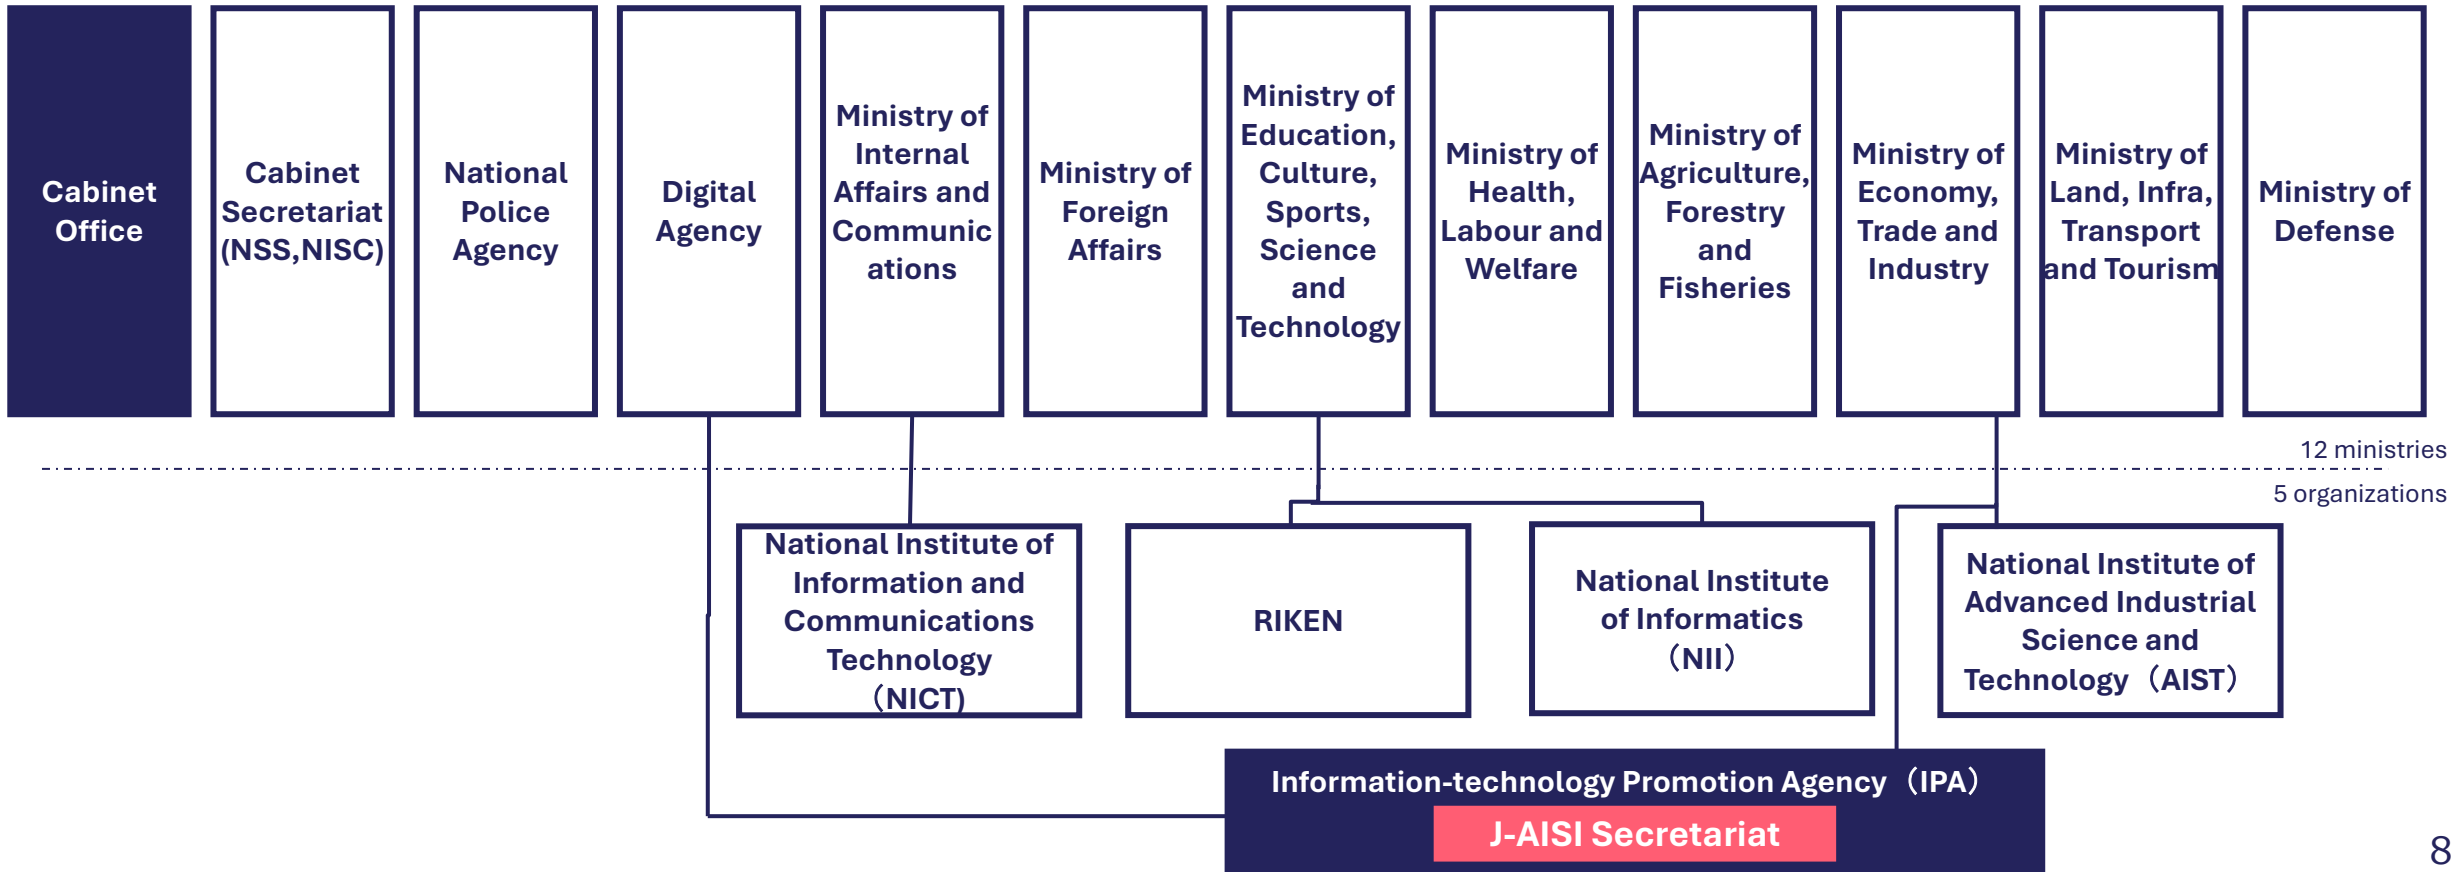 Cabinet
Office
Cabinet
Secretariat
(NSS,NISC)
National
Police
Agency
Digital
Agency
Ministry of
Internal
Affairs and
Communic
ations
Ministry of
Foreign
Affairs
Ministry of
Education,
Culture,
Sports,
Science
and
Technology
Ministry of
Health,
Labour and
Welfare
Ministry of
Agriculture,
Forestry
and
Fisheries
Ministry of
Economy,
Trade and
Industry
Ministry of
Land, Infra,
Transport
and Tourism
Ministry of
Defense
12 ministries
5 organizations
National Institute of
Information and
Communications
Technology
（NICT)
RIKEN
National Institute
of Informatics
（NII）
National Institute of
Advanced Industrial
Science and
Technology（AIST）
Information-technology Promotion Agency（IPA）
J-AISI Secretariat
8